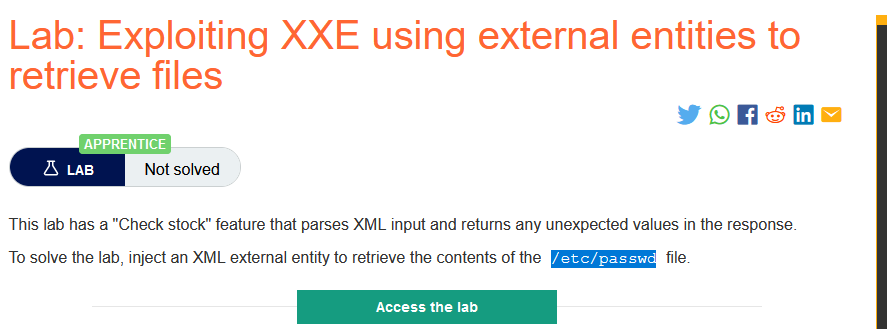 Lab: Exploiting XXE using external entities to
retrieve files
APPRENTICE
LAB
Not solved
This lab has a "Check stock" feature that parses XML input and returns any unexpected values in the response.
To solve the lab, inject an XML external entity to retrieve the contents of the /etc/passwd file.
Access the lab